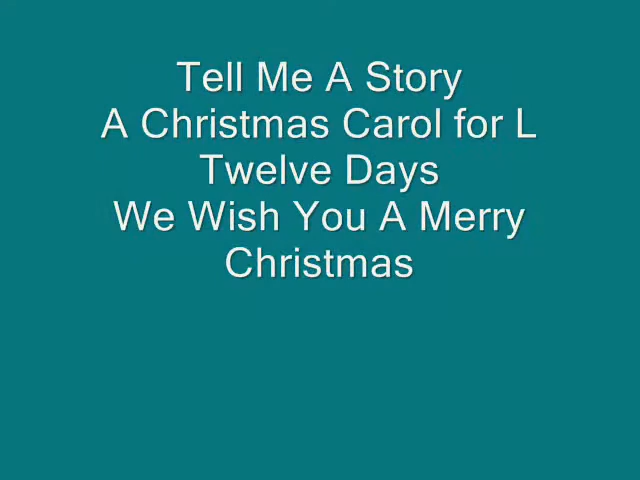 Tell Me A Story
A Christmas Carol for L
Twelve Days
We Wish You A Merry
Christmas